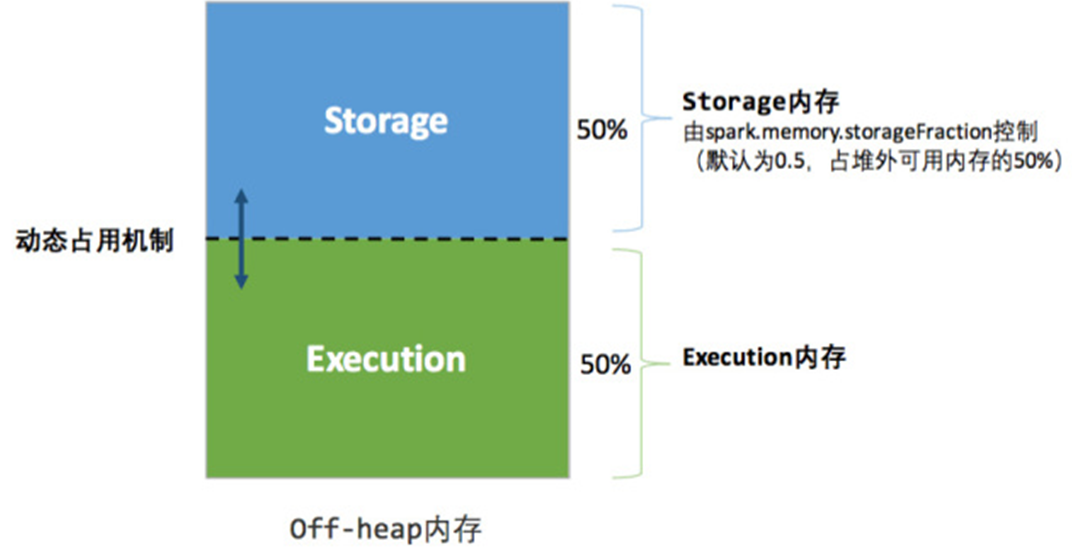 Storage
50%
Storage内存
由spark.memory.storageFraction控制
（默认为0.5，占堆外可用内存的50%）
动态占用机制
Execution
50%
Execution内存
Off-heap内存